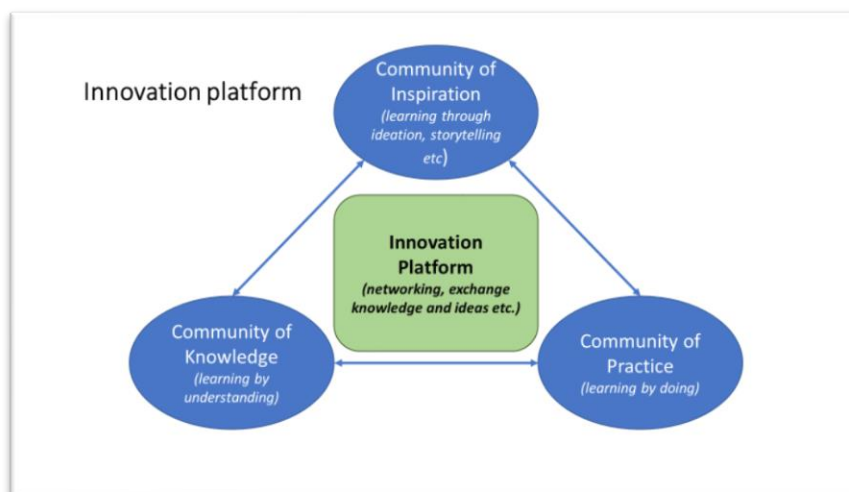 Innovation platform
Community of
Inspiration
(learning through
ideation, storytelling
etc)
Innovation
Platform
(networking, exchange
knowledge and ideas etc.)
Community of
Knowledge
(learning by
understanding)
Community of
Practice
(learning by doing)